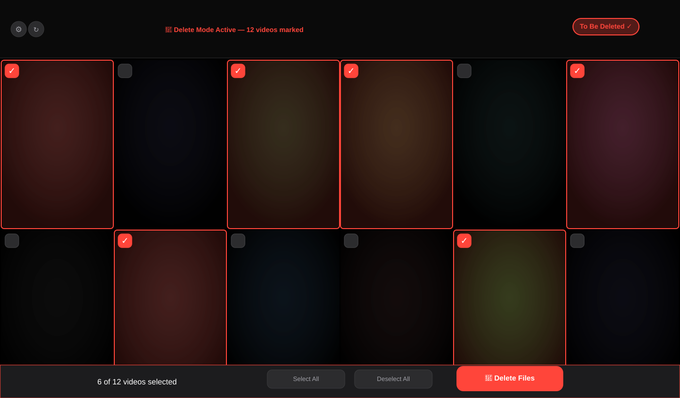 Delete Mode Active — 12 videos marked
To Be Deleted ✓
6 of 12 videos selected
Select All
Deselect All
Delete Files